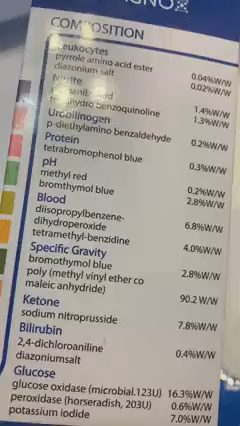 COMPOSITION
Leukocytes
pyrrole amino acid ester 0.04%W/W
diazonium salt 0.02%W/W
Nitrite
acid 1.4%W/W
benzoquinoline 1.3%W/W
Urobilinogen
p-diethylamino benzaldehyde 0.2%W/W
Protein
tetrabromophenol blue 0.3%W/W
pH
methyl red 0.2%W/W
bromthymol blue 2.8%W/W
Blood
diisopropylbenzene-
dihydroperoxide 6.8%W/W
tetramethyl-benzidine 4.0%W/W
Specific Gravity
bromothymol blue 2.8%W/W
poly (methyl vinyl ether co
maleic anhydride) 90.2 W/W
Ketone
sodium nitroprusside 7.8%W/W
Bilirubin
2,4-dichloroaniline
diazoniumsalt 0.4%W/W
Glucose
glucose oxidase (microbial.123U) 16.3%W/W
peroxidase (horseradish, 203U) 0.6%W/W
potassium iodide 7.0%W/W